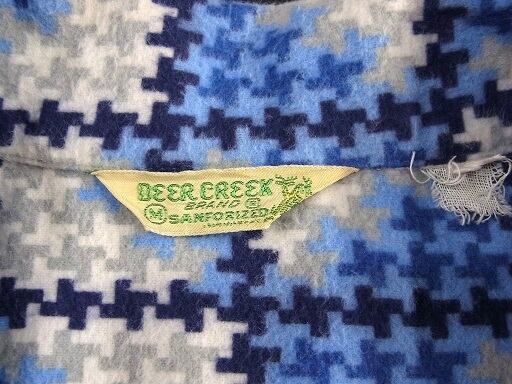 DEER CREEK
BRAND ®
M SANFORIZED